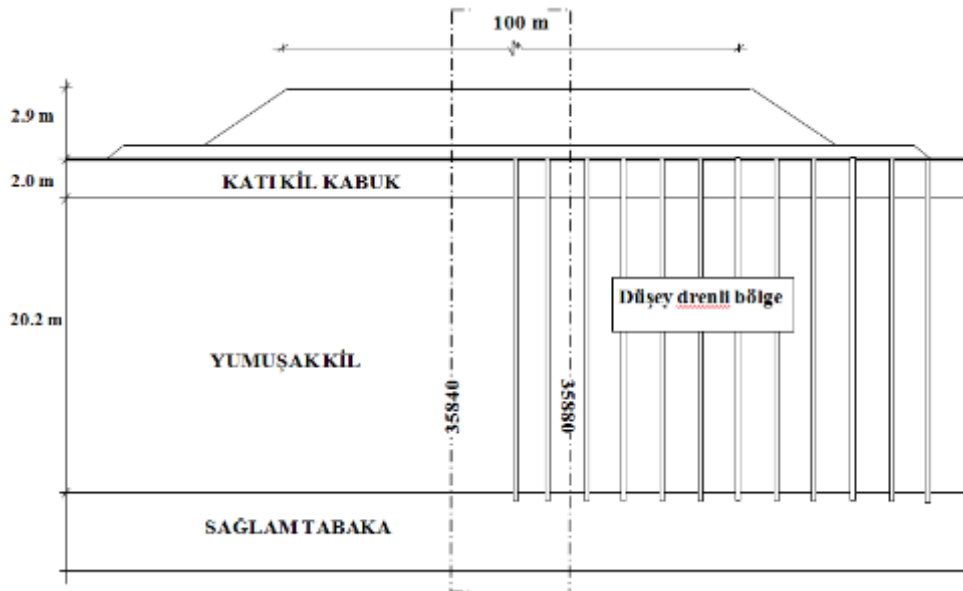 100 m
2.9 m
2.0 m
KATI KİL KABUK
Düşey drenli bölge
20.2 m
YUMUŞAK KİL
35840
35880
SAĞLAM TABAKA